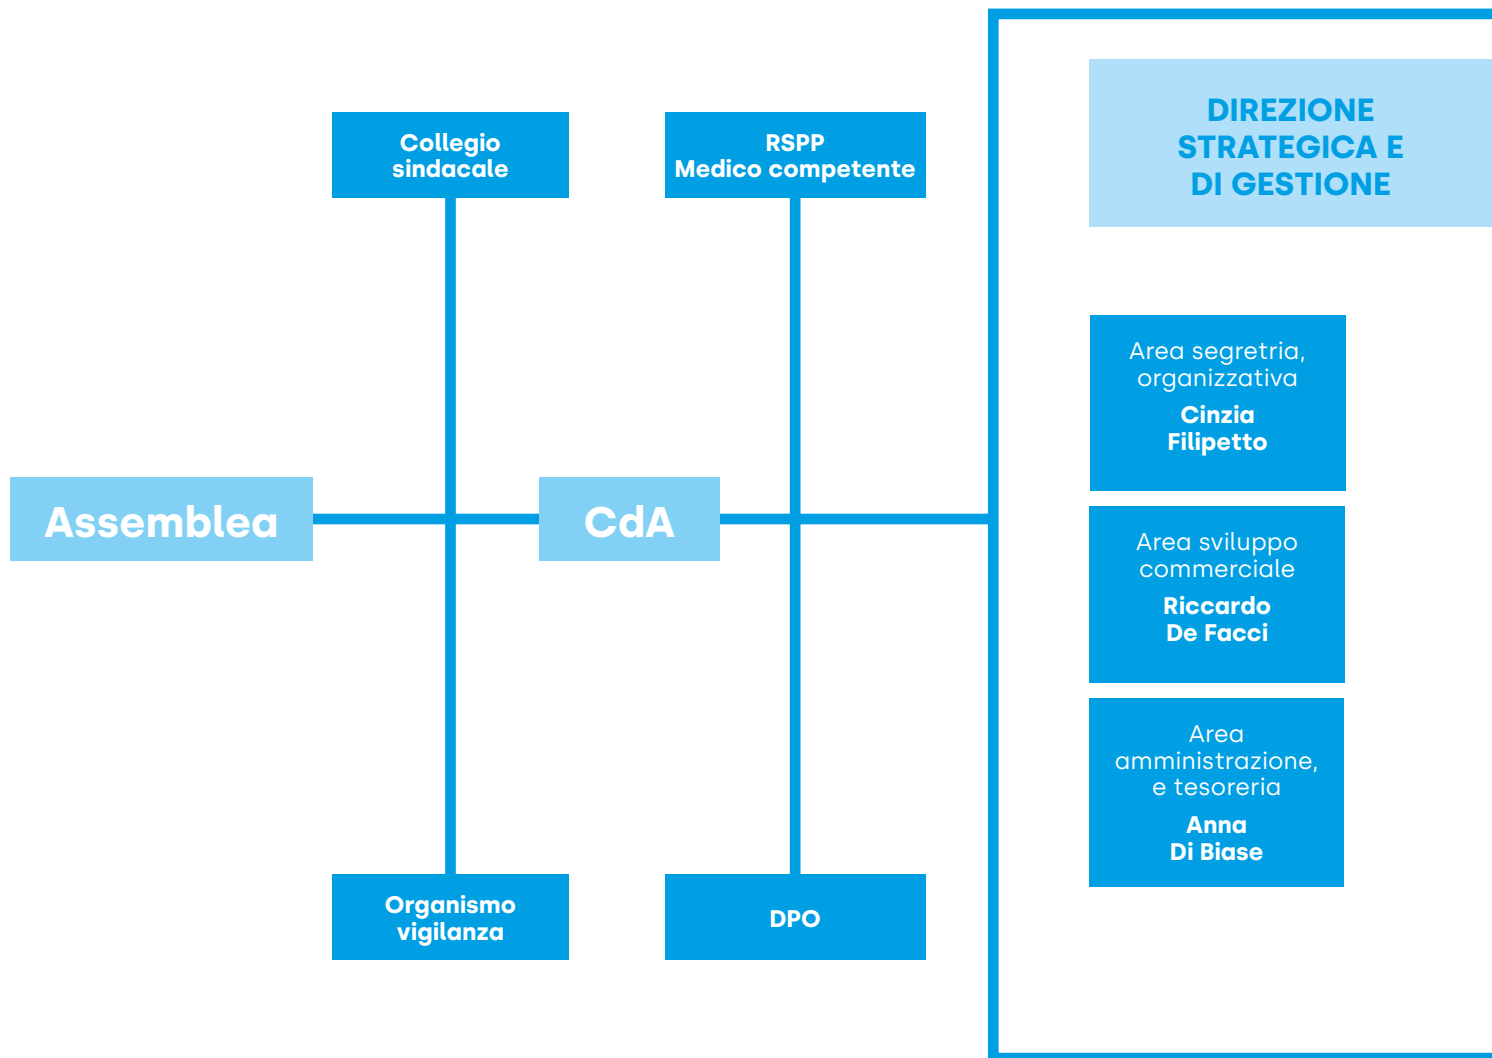 Collegio
sindacale
RSPP
Medico competente
Assemblea
CdA
Organismo
vigilanza
DPO
DIREZIONE
STRATEGICA E
DI GESTIONE
Area segretria,
organizzativa
Cinzia
Filipetto
Area sviluppo
commerciale
Riccardo
De Facci
Area
amministrazione,
e tesoreria
Anna
Di Biase